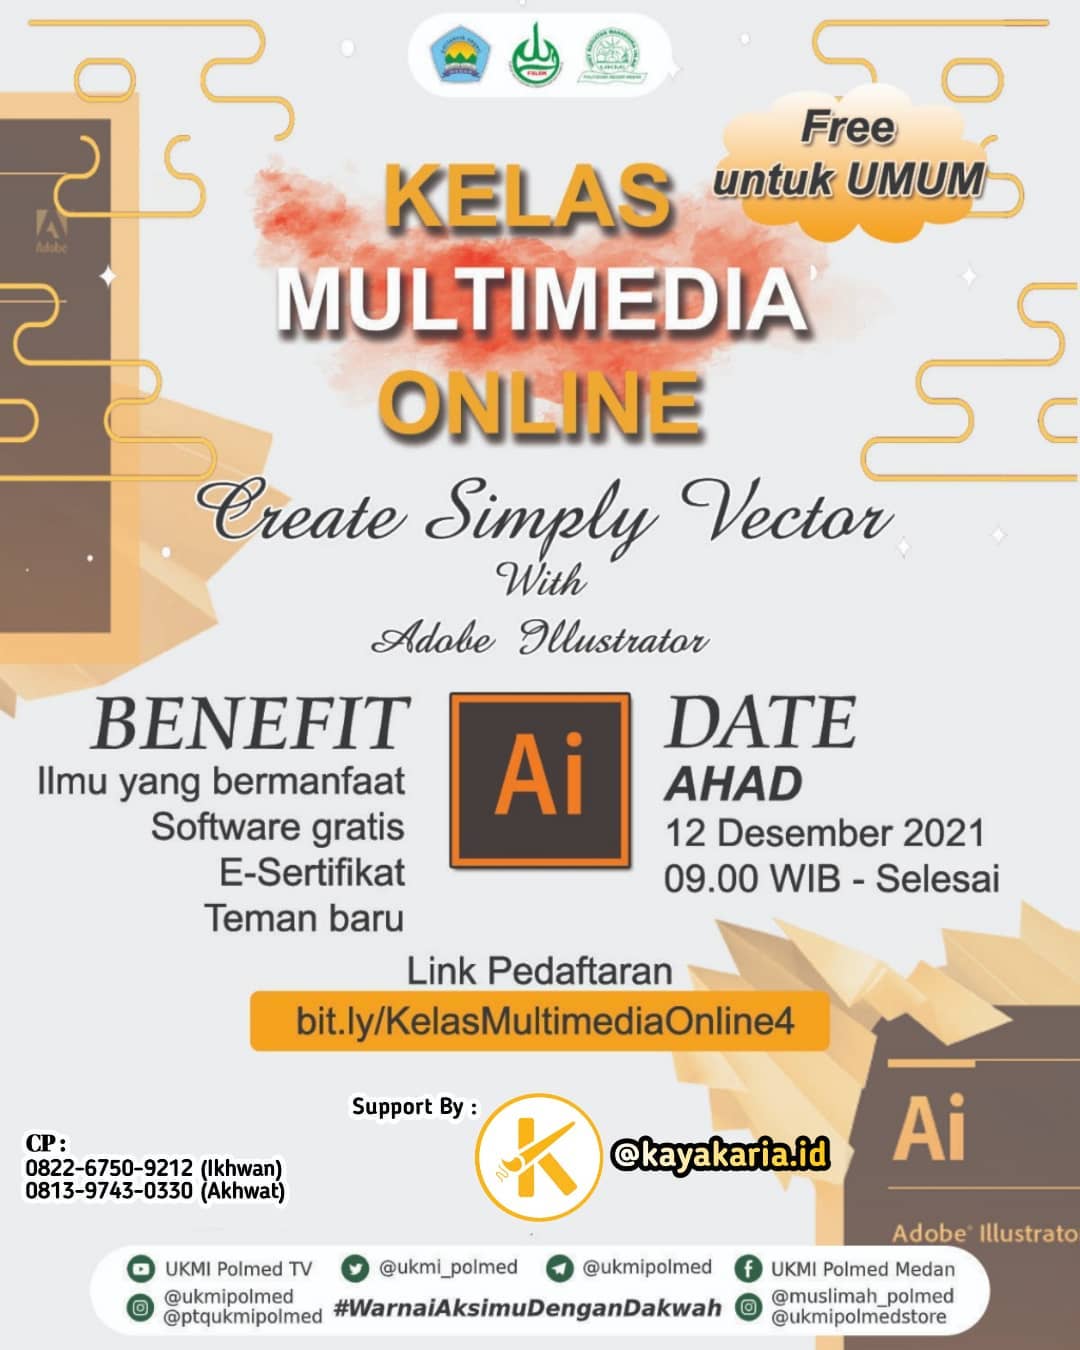 Free
untuk UMUM
Adobe
KELAS
MULTIMEDIA
ONLINE
Create Simply Vector
With
Adobe Illustrator
BENEFIT
Ilmu yang bermanfaat
Software gratis
E-Sertifikat
Teman baru
Ai
DATE
AHAD
12 Desember 2021
09.00 WIB - Selesai
Link Pedaftaran
bit.ly/KelasMultimediaOnline4
Support By :
@kayakaria.id
CP :
0822-6750-9212 (Ikhwan)
0813-9743-0330 (Akhwat)
Ai
Adobe® Illustrato
UKMI Polmed TV
@ukmi_polmed
@ukmipolmed
UKMI Polmed Medan
@ukmipolmed
@ptqukmipolmed
#WarnaiAksimuDenganDakwah
@muslimah_polmed
@ukmipolmedstore